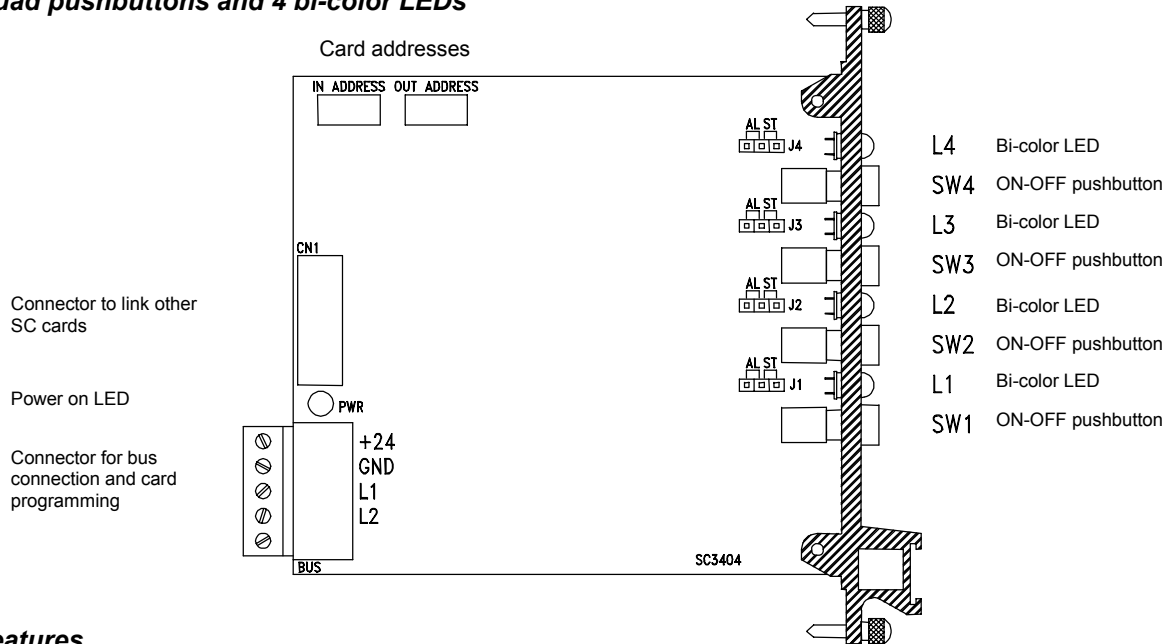 pushbuttons and 4 bi-color LEDs
Card addresses
IN ADDRESS OUT ADDRESS
AL ST
J4
L4 Bi-color LED
SW4 ON-OFF pushbutton
AL ST
J3
L3 Bi-color LED
CN1
SW3 ON-OFF pushbutton
AL ST
J2
Connector to link other
SC cards
L2 Bi-color LED
SW2 ON-OFF pushbutton
AL ST
J1
L1 Bi-color LED
Power on LED
PWR
SW1 ON-OFF pushbutton
Connector for bus
connection and card
programming
+24
GND
L1
L2
BUS
SC3404